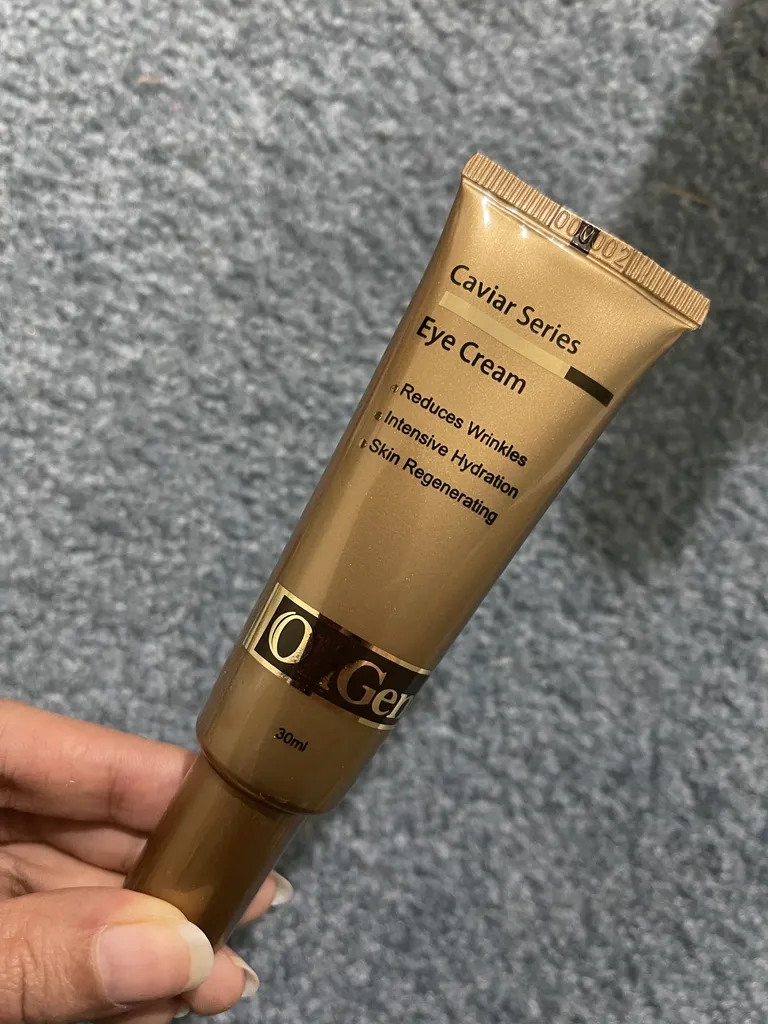 Caviar Series
Eye Cream
Reduces Wrinkles
Intensive Hydration
Skin Regenerating
30ml